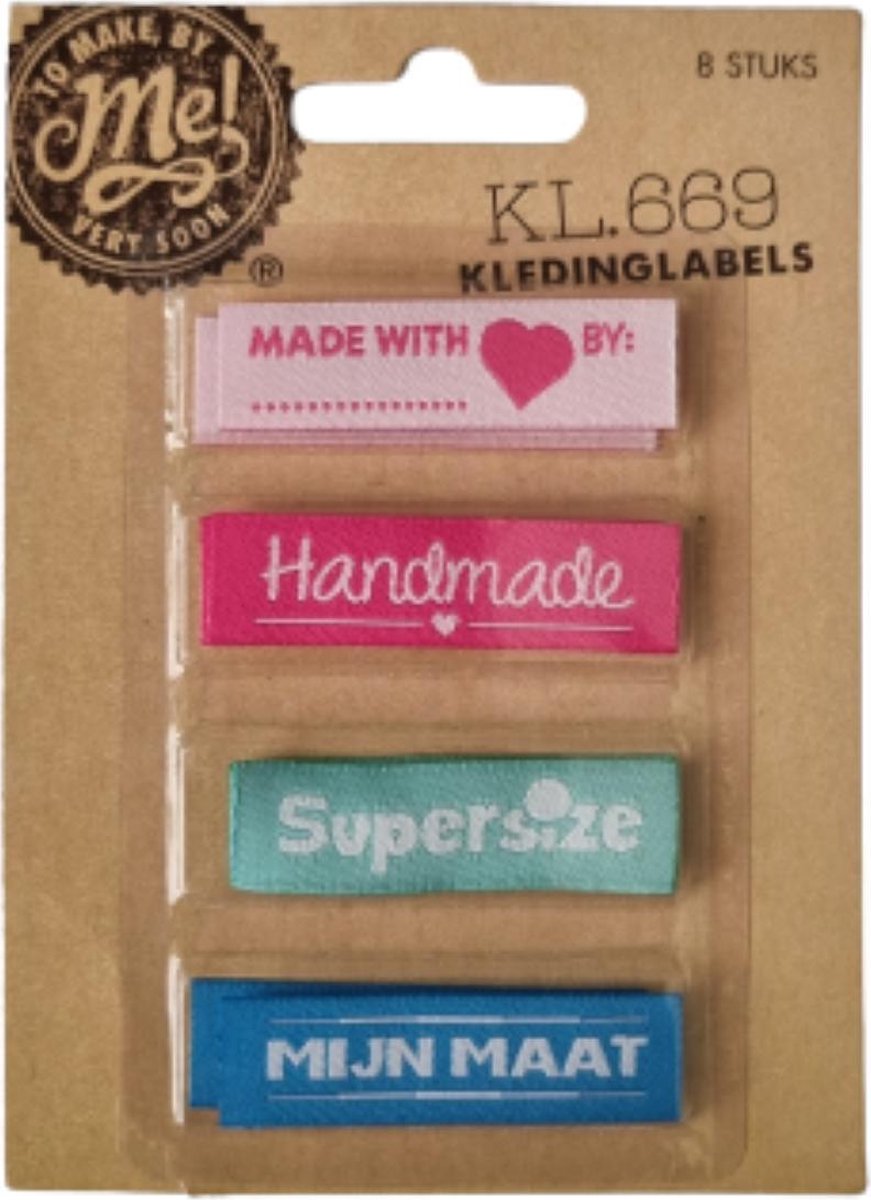 TO MAKE, BY
Me!
VERY SOON
®
8 STUKS
KL.669
KLEDINGLABELS
MADE WITH BY:
................
Handmade
Supersize
MIJN MAAT